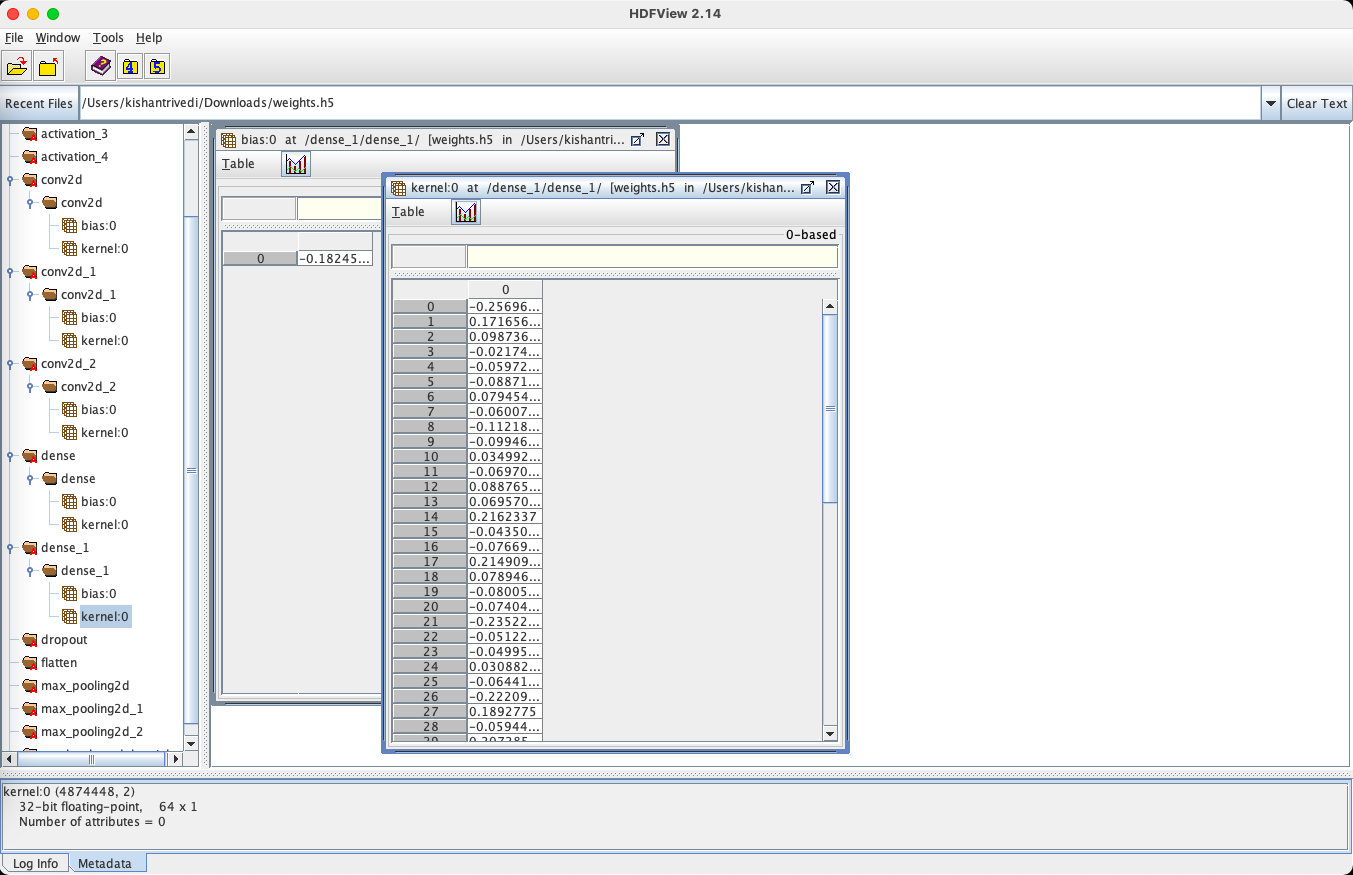 HDFView 2.14
File Window Tools Help
4 5
Recent Files /Users/kishantrivedi/Downloads/weights.h5 Clear Text
activation_3
activation_4
conv2d
conv2d
bias:0
kernel:0
conv2d_1
conv2d_1
bias:0
kernel:0
conv2d_2
conv2d_2
bias:0
kernel:0
dense
dense
bias:0
kernel:0
dense_1
dense_1
bias:0
kernel:0
dropout
flatten
max_pooling2d
max_pooling2d_1
max_pooling2d_2
bias:0 at /dense_1/dense_1/ [weights.h5 in /Users/kishantri...
Table
0 -0.18245...
kernel:0 at /dense_1/dense_1/ [weights.h5 in /Users/kishan...
Table
0-based
0
0 -0.25696...
1 0.171656...
2 0.098736...
3 -0.02174...
4 -0.05972...
5 -0.08871...
6 0.079454...
7 -0.06007...
8 -0.11218...
9 -0.09946...
10 0.034992...
11 -0.06970...
12 0.088765...
13 0.069570...
14 0.2162337
15 -0.04350...
16 -0.07669...
17 0.214909...
18 0.078946...
19 -0.08005...
20 -0.07404...
21 -0.23522...
22 -0.05122...
23 -0.04995...
24 0.030882...
25 -0.06441...
26 -0.22209...
27 0.1892775
28 -0.05944...
kernel:0 (4874448, 2)
32-bit floating-point, 64 x 1
Number of attributes = 0
Log Info Metadata